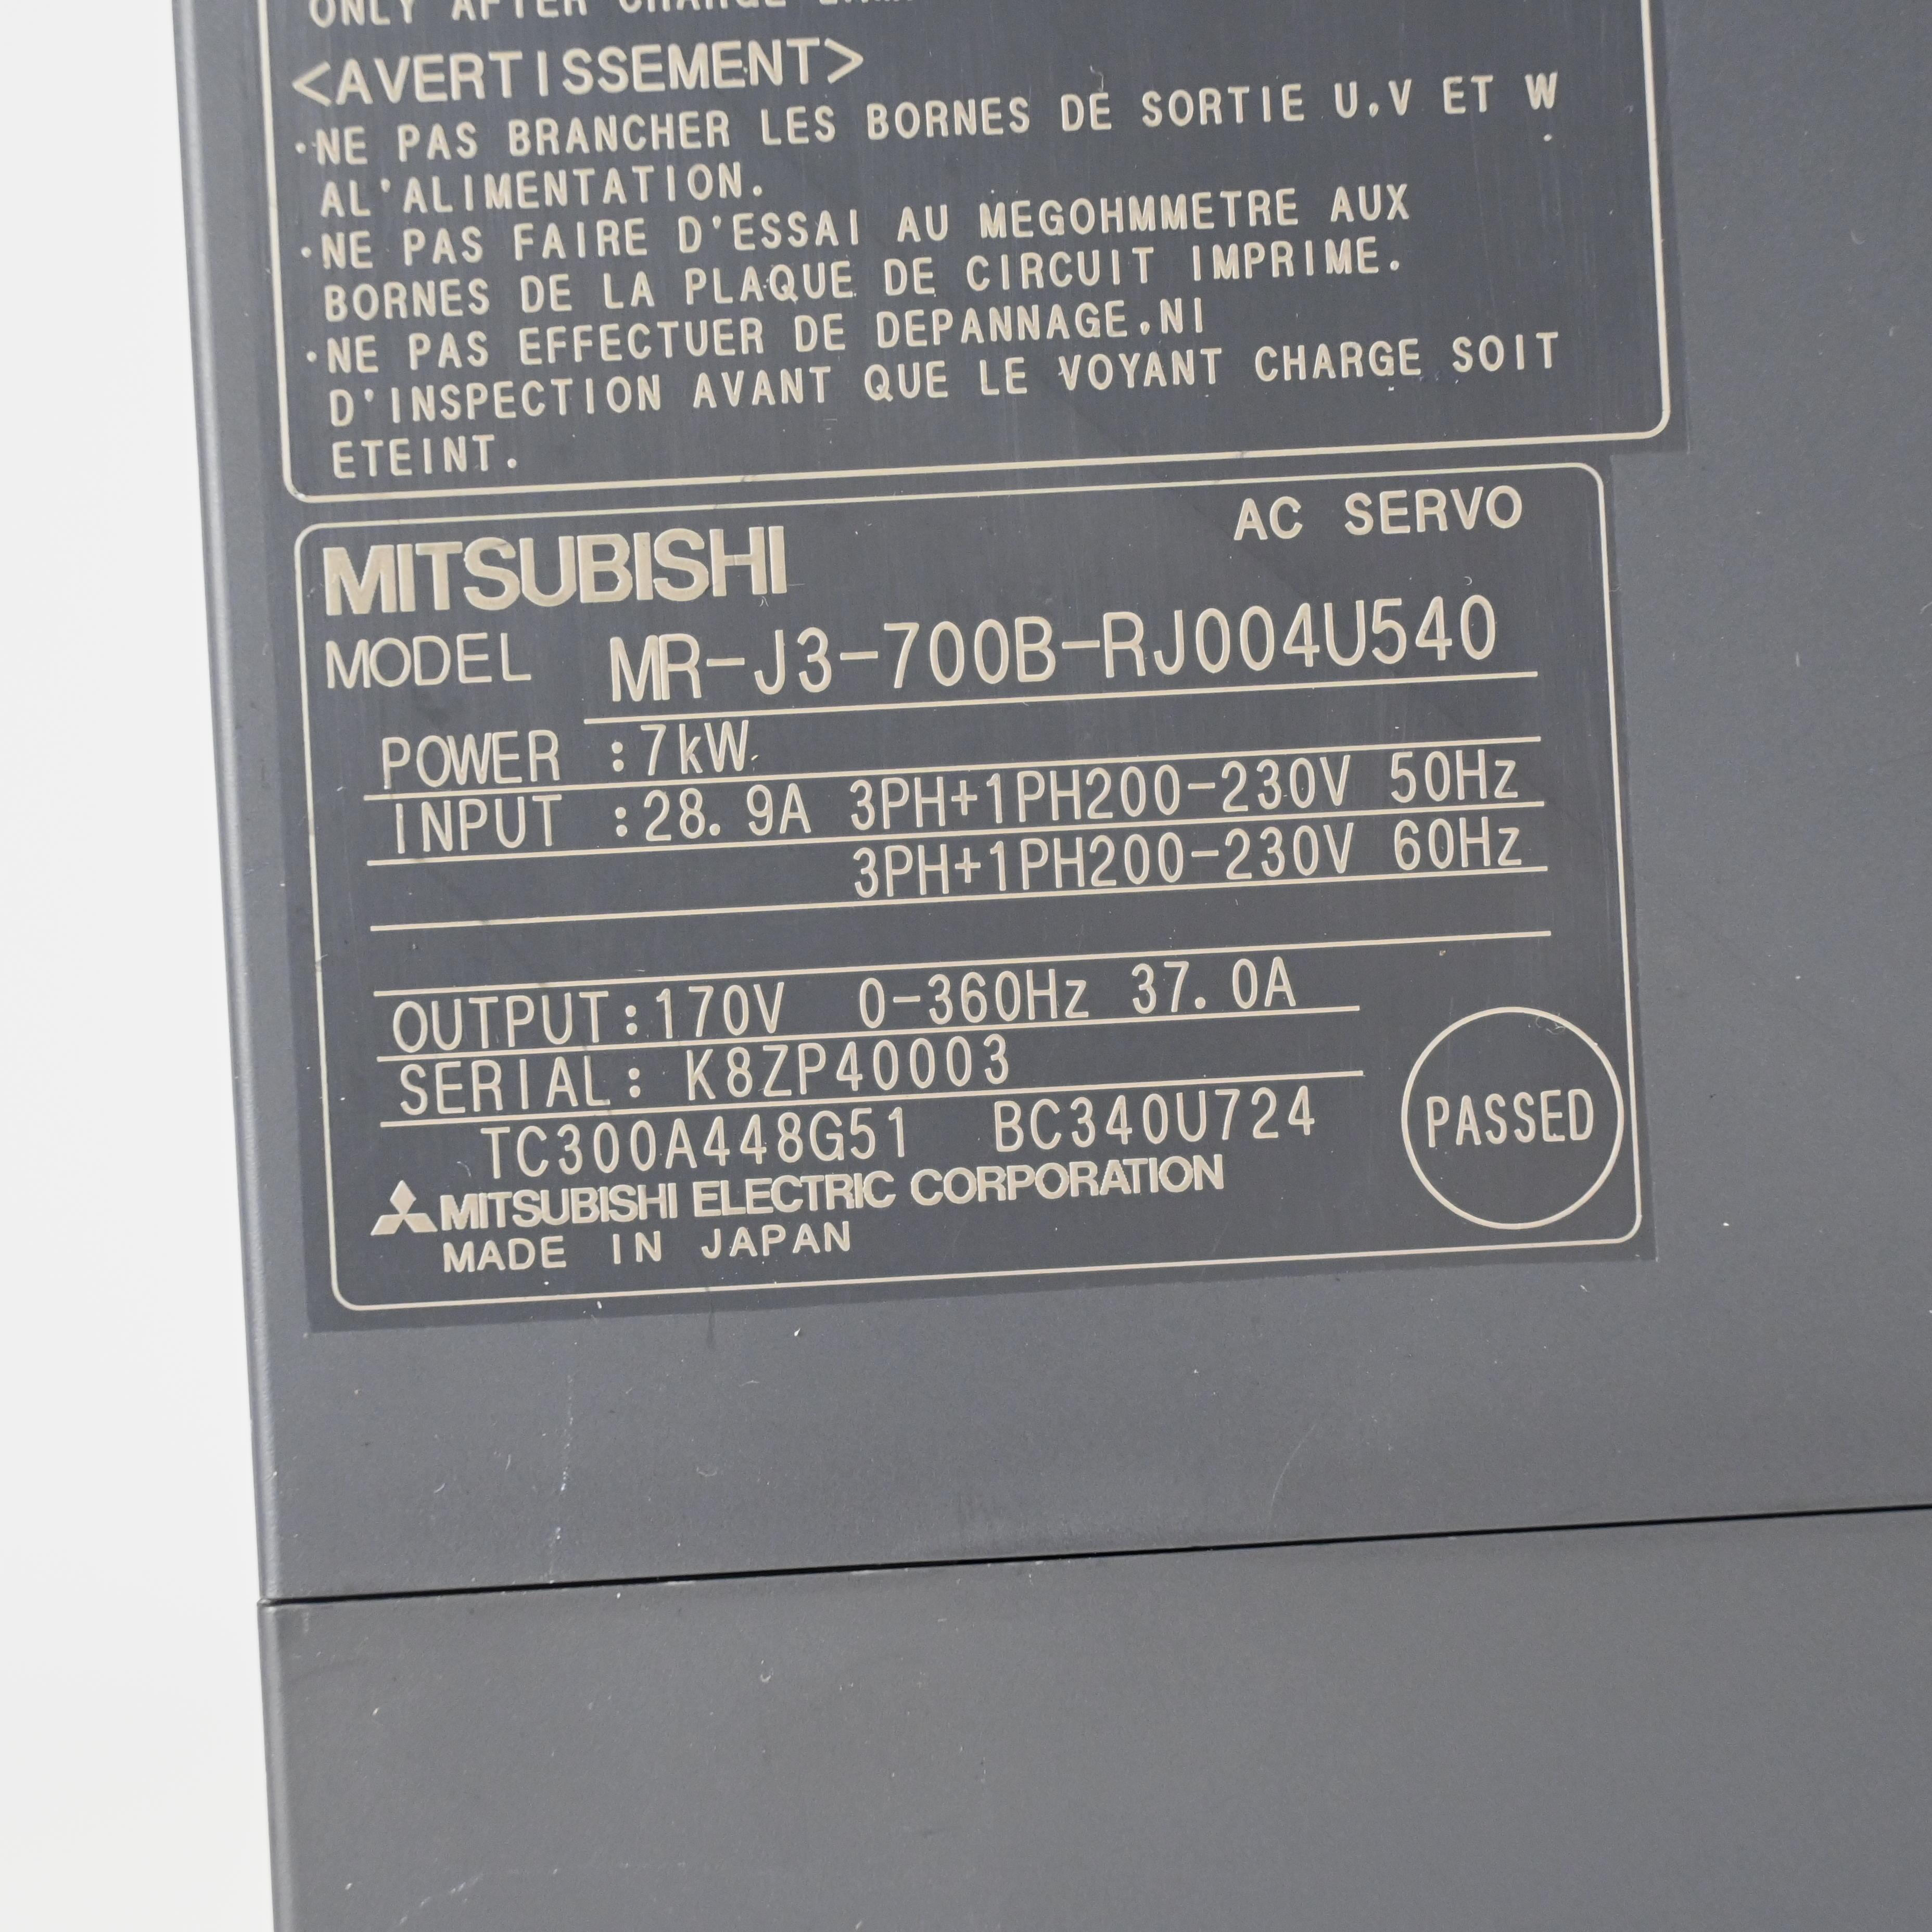 ONLY AFTER CHARGE
<AVERTISSEMENT>
・NE PAS BRANCHER LES BORNES DE SORTIE U,V ET W
AL'ALIMENTATION.
・NE PAS FAIRE D'ESSAI AU MEGOHMMETRE AUX
BORNES DE LA PLAQUE DE CIRCUIT IMPRIME.
・NE PAS EFFECTUER DE DEPANNAGE,NI
D'INSPECTION AVANT QUE LE VOYANT CHARGE SOIT
ETEINT.
AC SERVO
MITSUBISHI
MODEL MR-J3-700B-RJ004U540
POWER :7kW
INPUT :28.9A 3PH+1PH200-230V 50Hz
3PH+1PH200-230V 60Hz
OUTPUT:170V 0-360Hz 37.0A
SERIAL: K8ZP40003
TC300A448G51 BC340U724
PASSED
MITSUBISHI ELECTRIC CORPORATION
MADE IN JAPAN